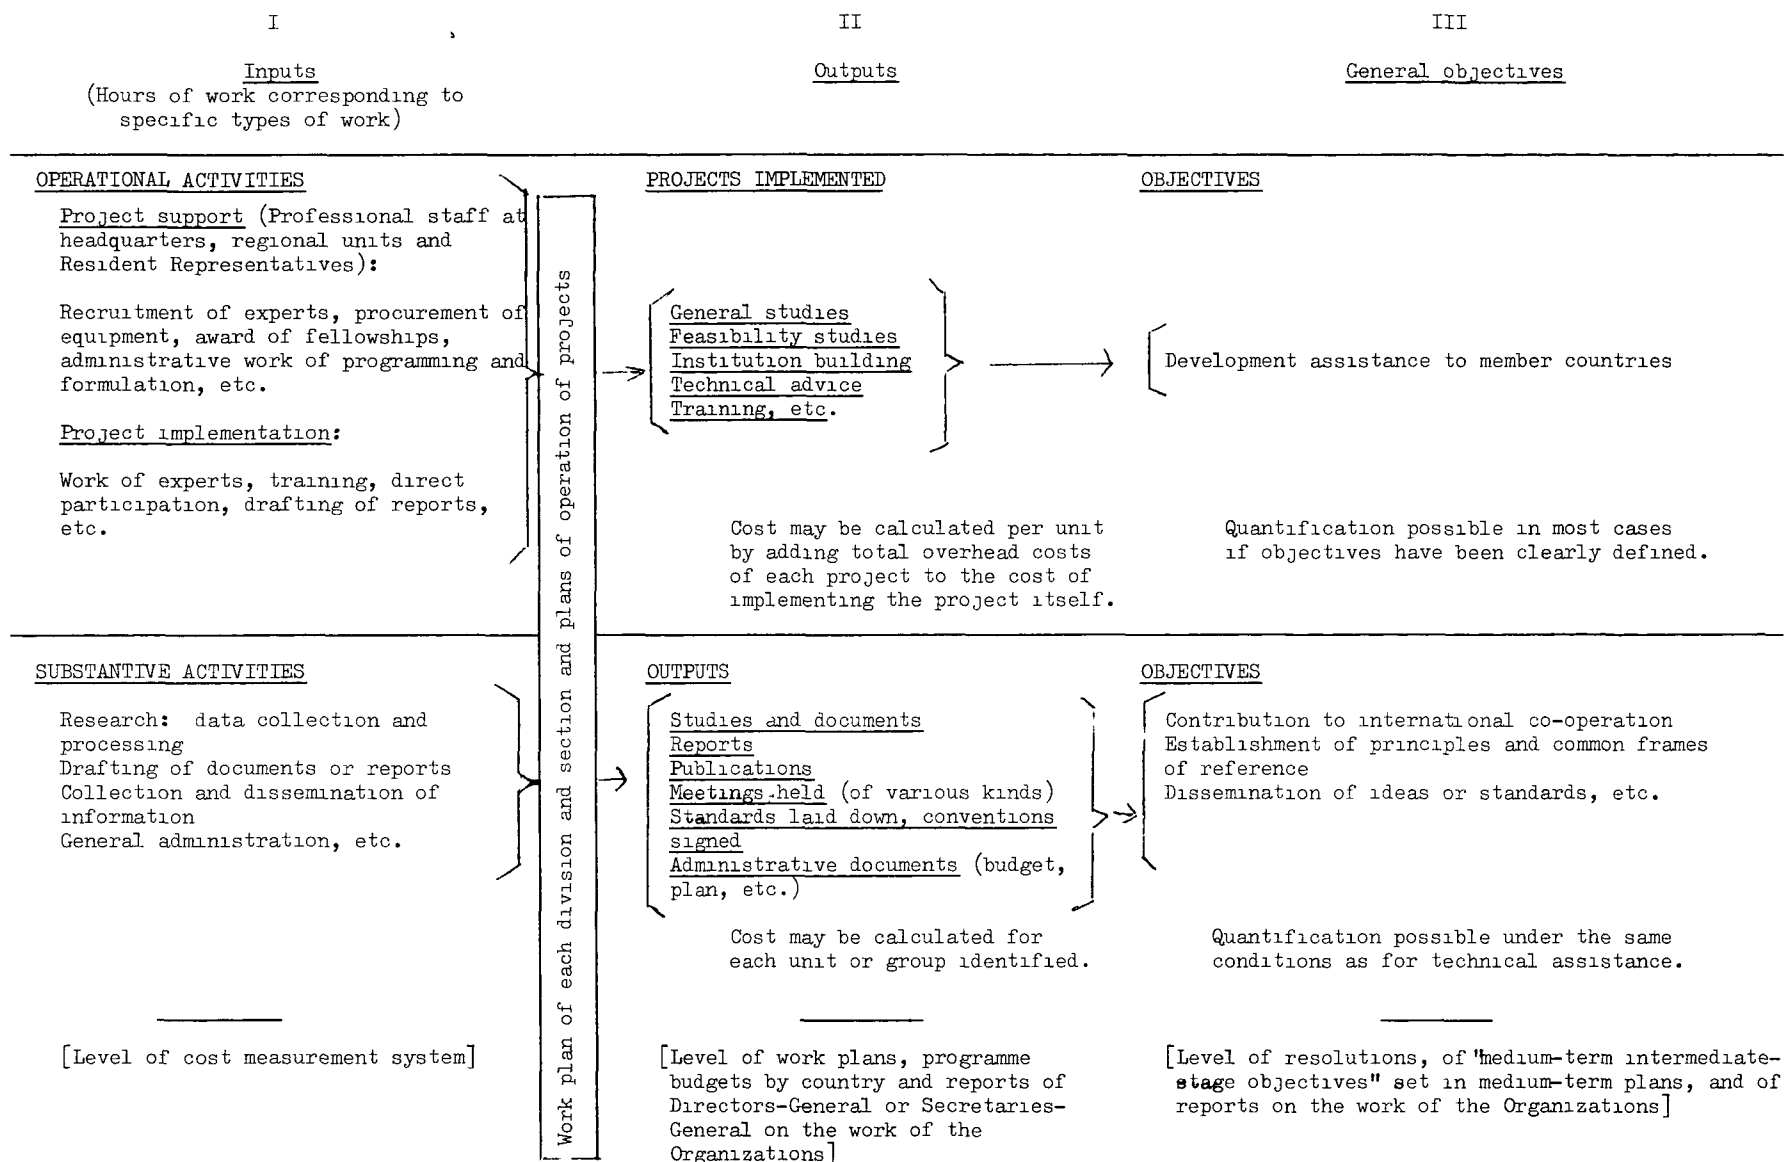 I
II
III
Inputs
(Hours of work corresponding to
specific types of work)
Outputs
General objectives
OPERATIONAL ACTIVITIES
Project support (Professional staff at
headquarters, regional units and
Resident Representatives):
Recruitment of experts, procurement of
equipment, award of fellowships,
administrative work of programming and
formulation, etc.
Project implementation:
Work of experts, training, direct
participation, drafting of reports,
etc.
Work plan of each division and section and plans of operation of projects
PROJECTS IMPLEMENTED
General studies
Feasibility studies
Institution building
Technical advice
Training, etc.
Cost may be calculated per unit
by adding total overhead costs
of each project to the cost of
implementing the project itself.
OBJECTIVES
Development assistance to member countries
Quantification possible in most cases
if objectives have been clearly defined.
SUBSTANTIVE ACTIVITIES
Research: data collection and
processing
Drafting of documents or reports
Collection and dissemination of
information
General administration, etc.
OUTPUTS
Studies and documents
Reports
Publications
Meetings held (of various kinds)
Standards laid down, conventions
signed
Administrative documents (budget,
plan, etc.)
Cost may be calculated for
each unit or group identified.
OBJECTIVES
Contribution to international co-operation
Establishment of principles and common frames
of reference
Dissemination of ideas or standards, etc.
Quantification possible under the same
conditions as for technical assistance.
[Level of cost measurement system]
[Level of work plans, programme
budgets by country and reports of
Directors-General or Secretaries-
General on the work of the
Organizations]
[Level of resolutions, of "medium-term intermediate-
stage objectives" set in medium-term plans, and of
reports on the work of the Organizations]